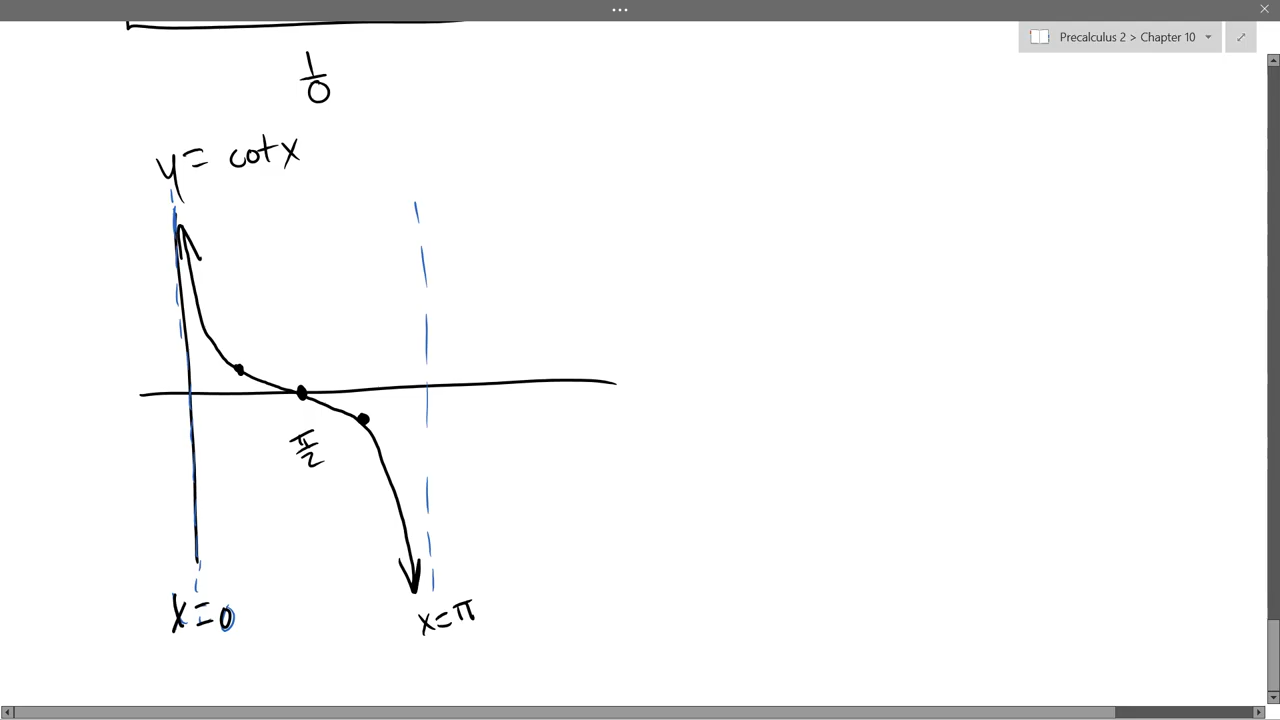 Precalculus 2 > Chapter 10
1/0
y = cot x
π/2
x = 0
x = π